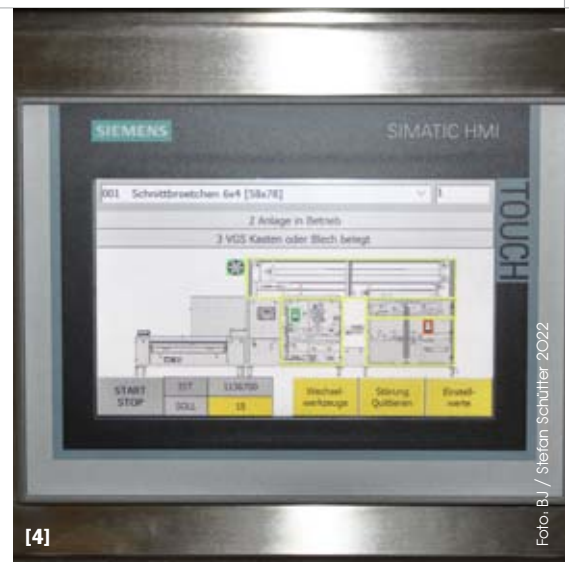 SIEMENS
SIMATIC HMI
TOUCH
001 Schnittbroetchen 6x4 [58x78] 1
2 Anlage in Betrieb
3 VGS Kasten oder Blech belegt
START
STOP
IST 1136700
SOLL 18
Wechsel-
werkzeuge
Störung
Quittieren
Einstell-
werte
[4]
Foto: BJ / Stefan Schütter 2022